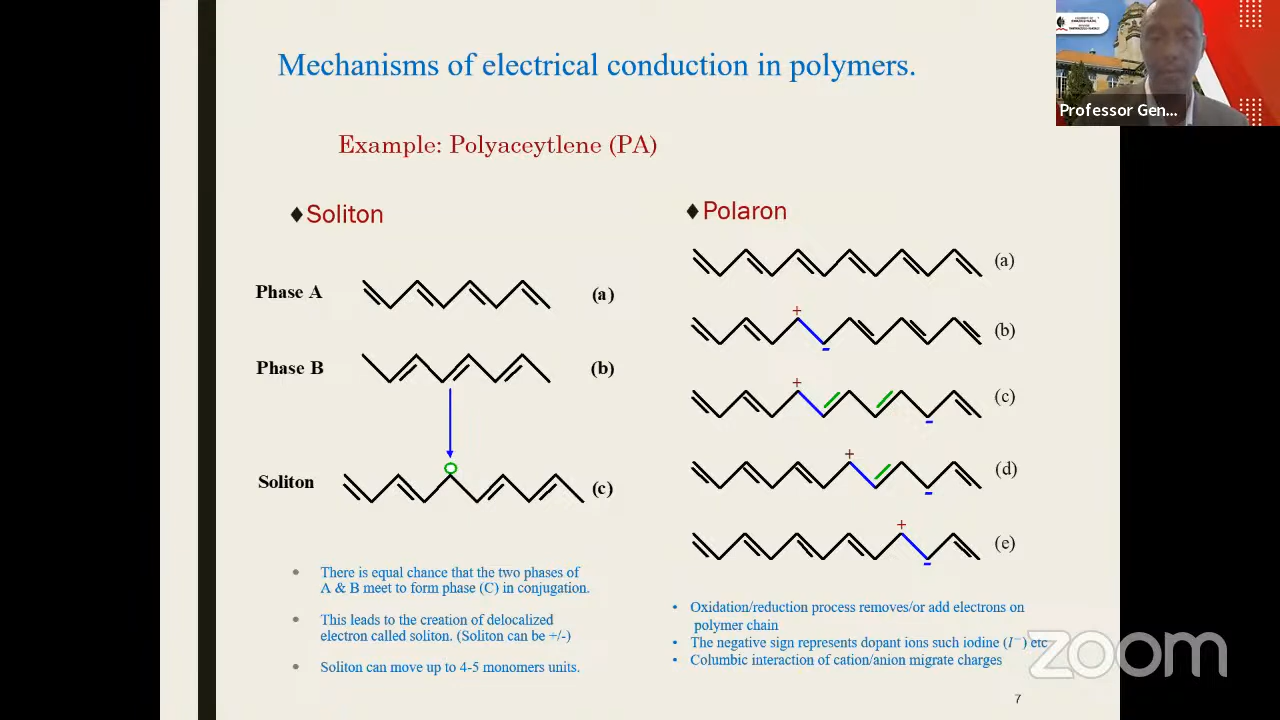 Mechanisms of electrical conduction in polymers.
Professor Gen...
Example: Polyaceytlene (PA)
♦Soliton
Phase A
(a)
Phase B
(b)
Soliton
(c)
• There is equal chance that the two phases of
A & B meet to form phase (C) in conjugation.
• This leads to the creation of delocalized
electron called soliton. (Soliton can be +/-)
• Soliton can move up to 4-5 monomers units.
♦Polaron
(a)
+
(b)
-
+
(c)
-
+
(d)
-
+
(e)
-
• Oxidation/reduction process removes/or add electrons on
polymer chain
• The negative sign represents dopant ions such iodine (I⁻) etc
• Columbic interaction of cation/anion migrate charges
zoom
7